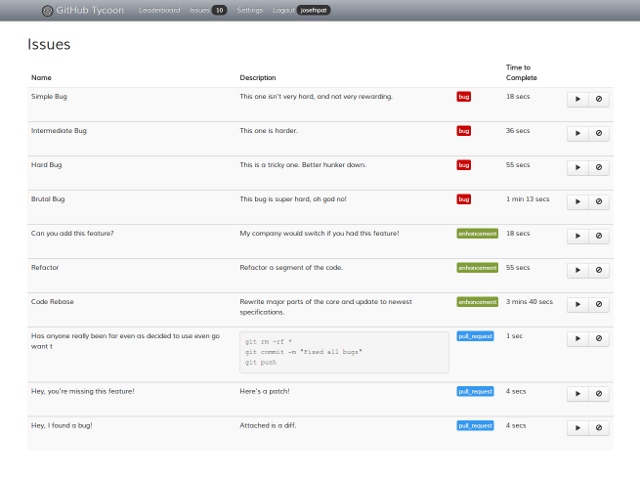 GitHub Tycoon Leaderboard Issues 10 Settings Logout josefnpat
Issues
Name Description Time to Complete
Simple Bug This one isn't very hard, and not very rewarding. bug 18 secs
Intermediate Bug This one is harder. bug 36 secs
Hard Bug This is a tricky one. Better hunker down. bug 55 secs
Brutal Bug This bug is super hard, oh god no! bug 1 min 13 secs
Can you add this feature? My company would switch if you had this feature! enhancement 18 secs
Refactor Refactor a segment of the code. enhancement 55 secs
Code Rebase Rewrite major parts of the core and update to newest specifications. enhancement 3 mins 40 secs
Has anyone really been far even as decided to use even go want t
git rm -rf *
git commit -m "Fixed all bugs"
git push
pull_request 1 sec
Hey, you're missing this feature! Here's a patch! pull_request 4 secs
Hey, I found a bug! Attached is a diff. pull_request 4 secs